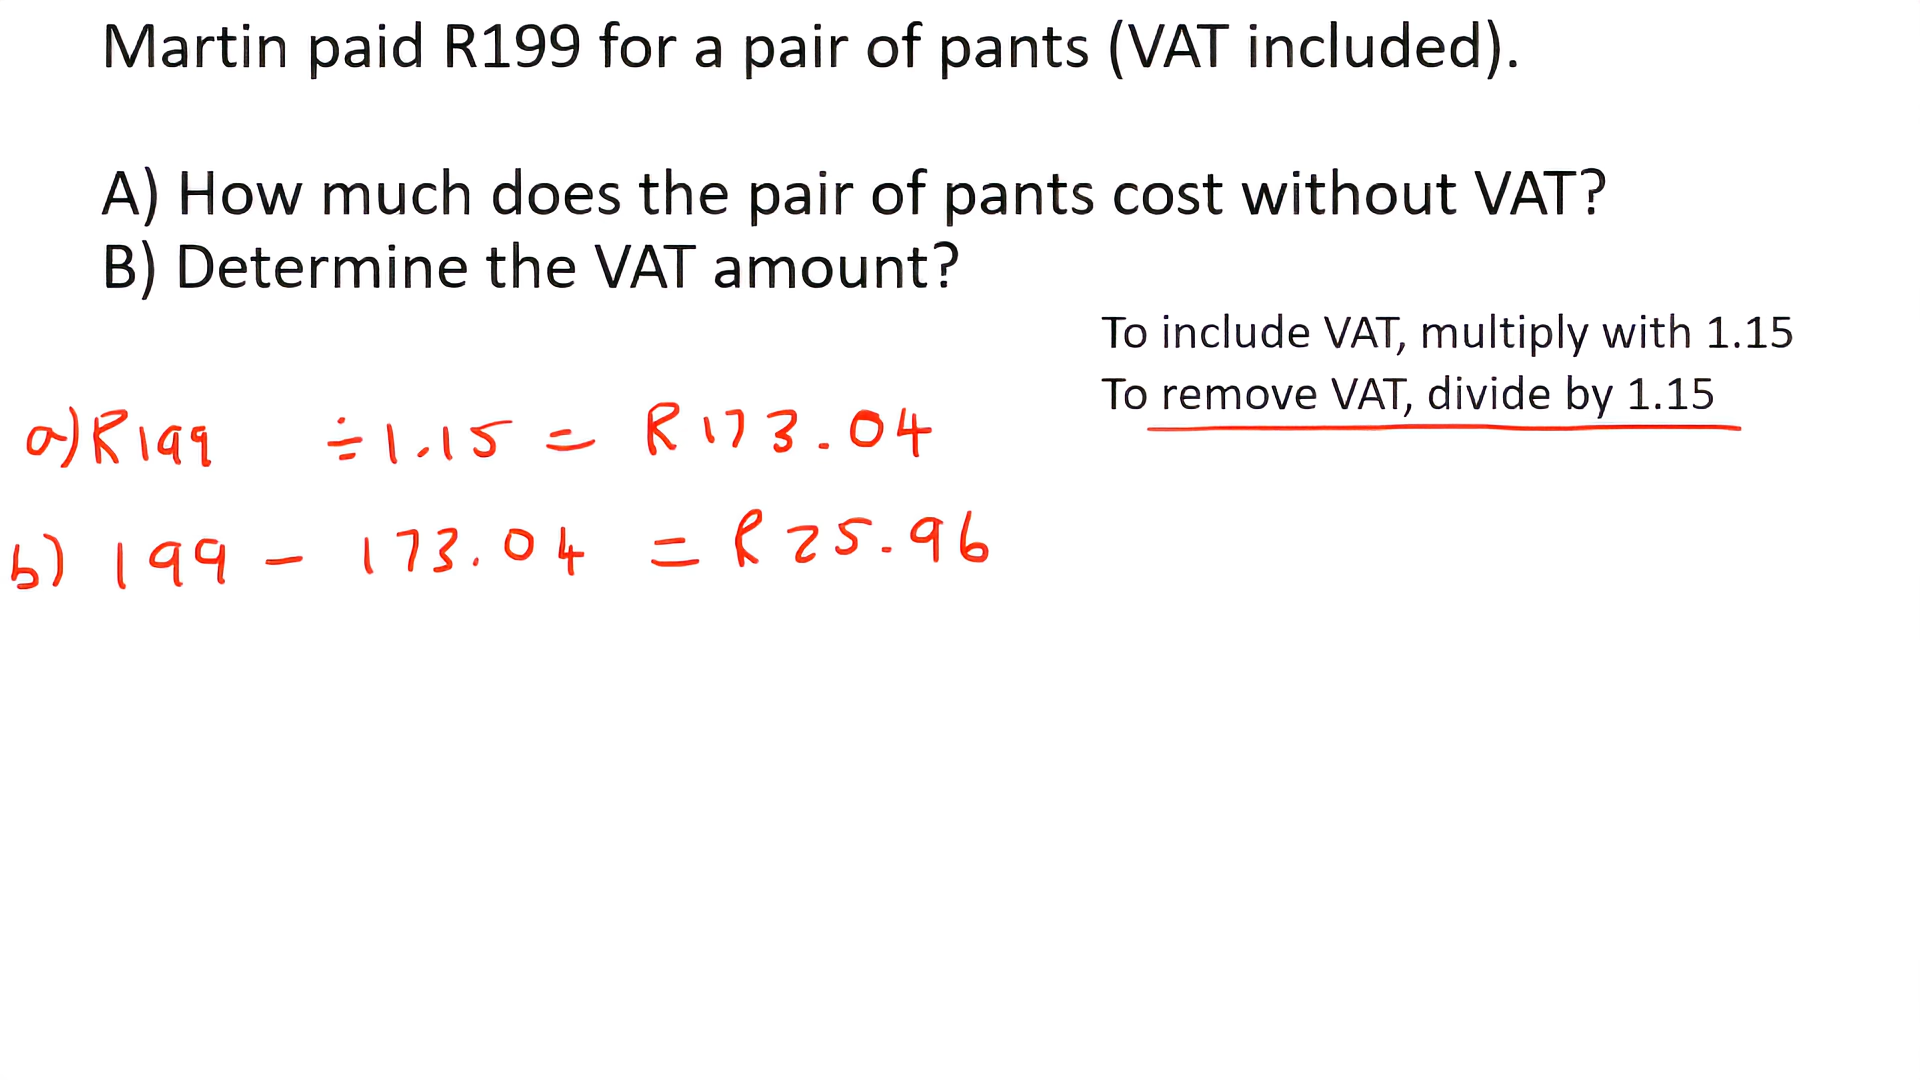 Martin paid R199 for a pair of pants (VAT included).
A) How much does the pair of pants cost without VAT?
B) Determine the VAT amount?
To include VAT, multiply with 1.15
To remove VAT, divide by 1.15
a) R199 ÷ 1.15 = R173.04
b) 199 - 173.04 = R25.96